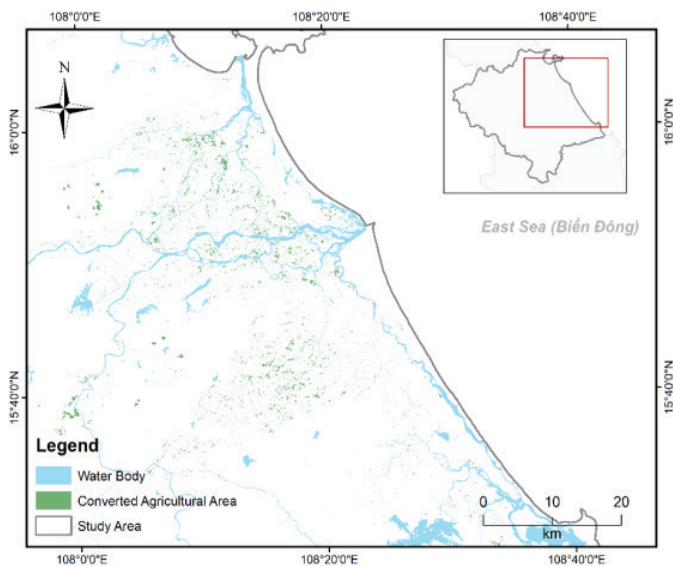 108°0'0"E
108°20'0"E
108°40'0"E
N
16°0'0"N
16°0'0"N
East Sea (Biển Đông)
15°40'0"N
15°40'0"N
Legend
Water Body
Converted Agricultural Area
Study Area
0 10 20
km
108°0'0"E
108°20'0"E
108°40'0"E